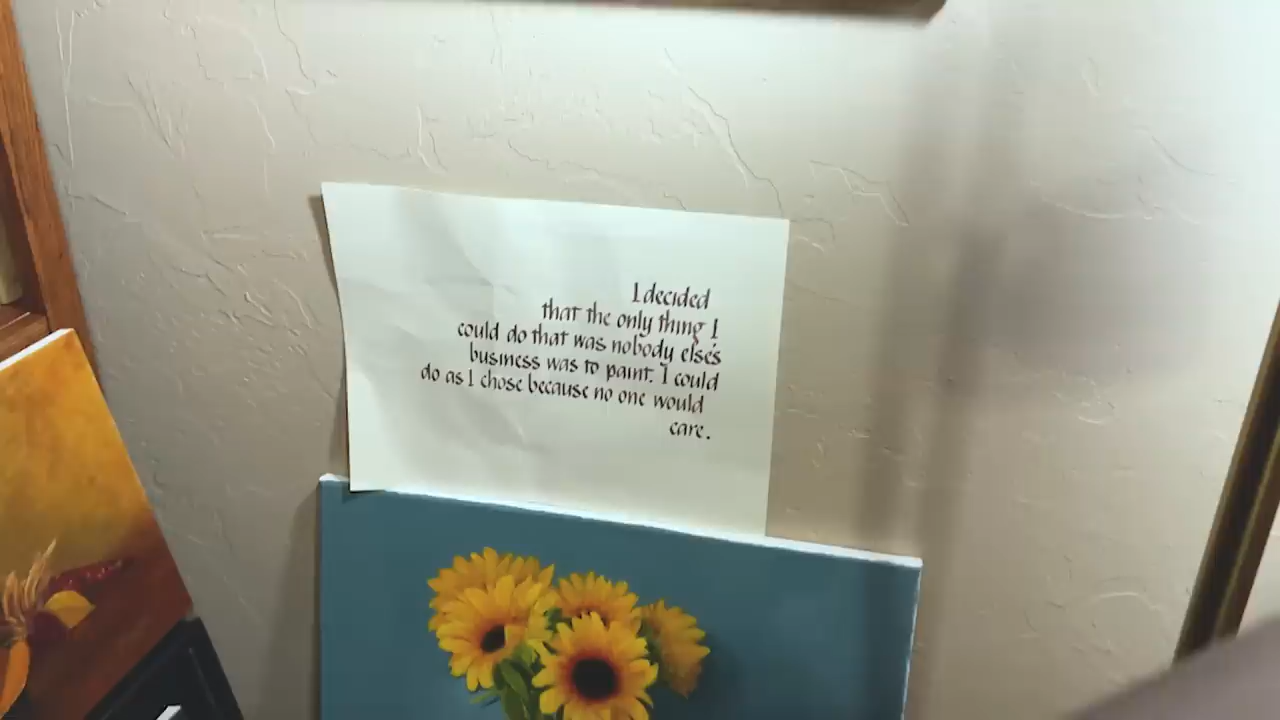 I decided
that the only thing I
could do that was nobody else's
business was to paint. I could
do as I chose because no one would
care.